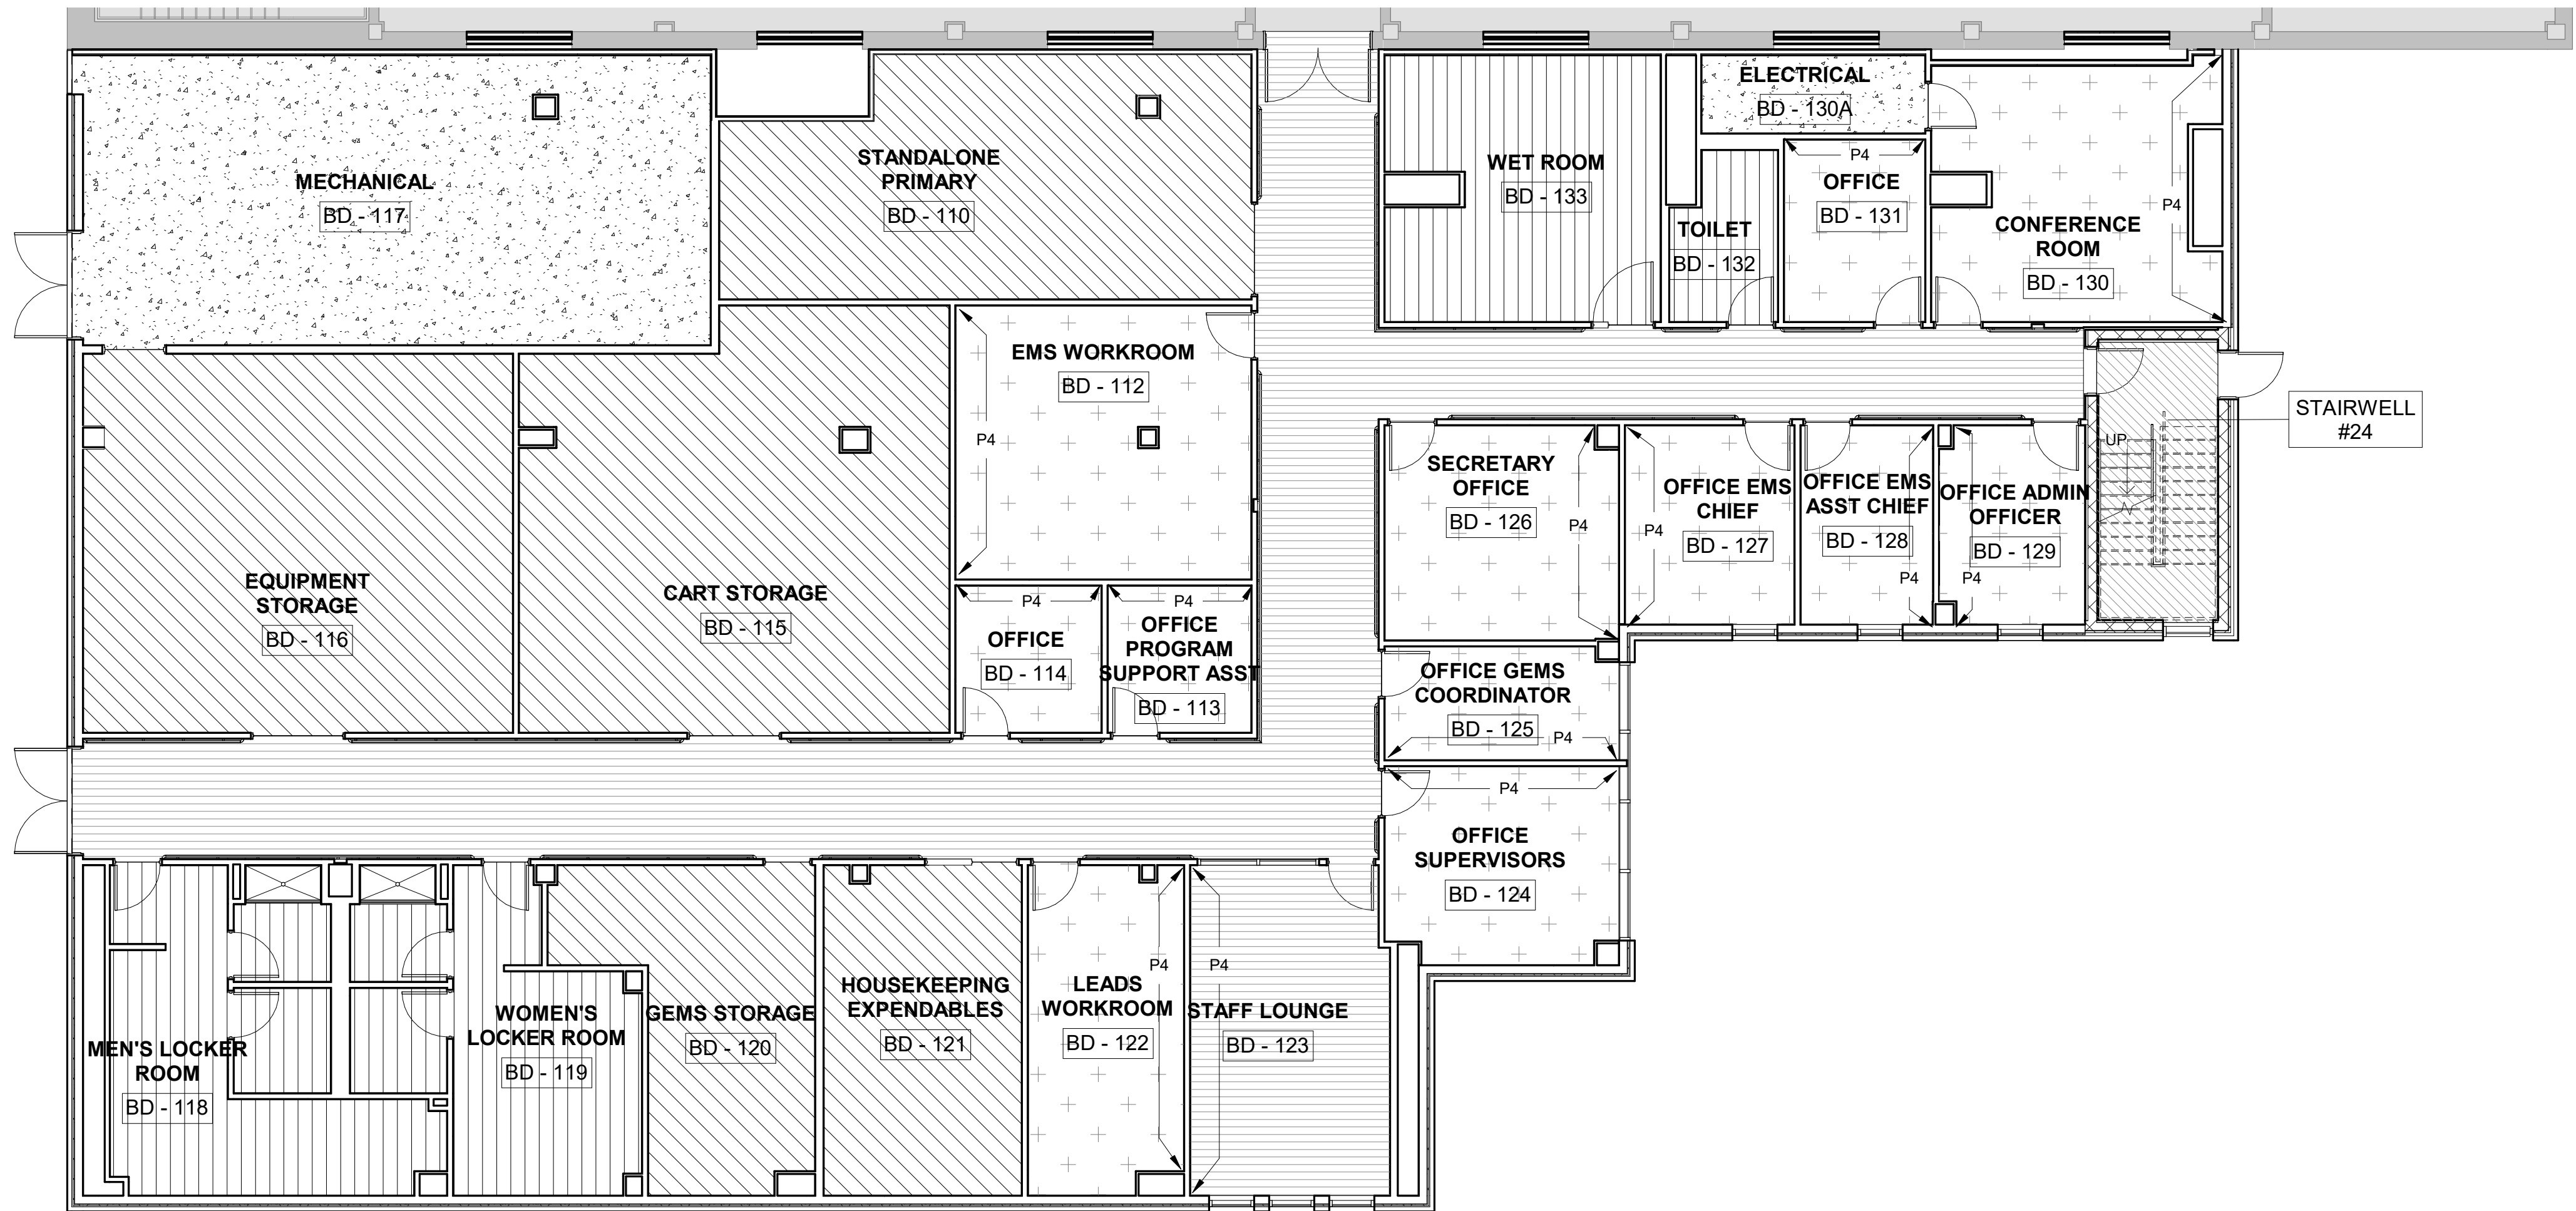 MECHANICAL
BD - 117
STANDALONE
PRIMARY
BD - 110
WET ROOM
BD - 133
ELECTRICAL
BD - 130A
TOILET
BD - 132
P4
OFFICE
BD - 131
P4
CONFERENCE
ROOM
BD - 130
EMS WORKROOM
BD - 112
P4
STAIRWELL
#24
UP
SECRETARY
OFFICE
BD - 126
P4
OFFICE EMS
CHIEF
BD - 127
P4
OFFICE EMS
ASST CHIEF
BD - 128
P4
OFFICE ADMIN
OFFICER
BD - 129
P4
EQUIPMENT
STORAGE
BD - 116
CART STORAGE
BD - 115
P4
OFFICE
BD - 114
P4
OFFICE
PROGRAM
SUPPORT ASST
BD - 113
OFFICE GEMS
COORDINATOR
BD - 125
P4
P4
OFFICE
SUPERVISORS
BD - 124
MEN'S LOCKER
ROOM
BD - 118
WOMEN'S
LOCKER ROOM
BD - 119
GEMS STORAGE
BD - 120
HOUSEKEEPING
EXPENDABLES
BD - 121
LEADS
WORKROOM
BD - 122
P4
P4
STAFF LOUNGE
BD - 123